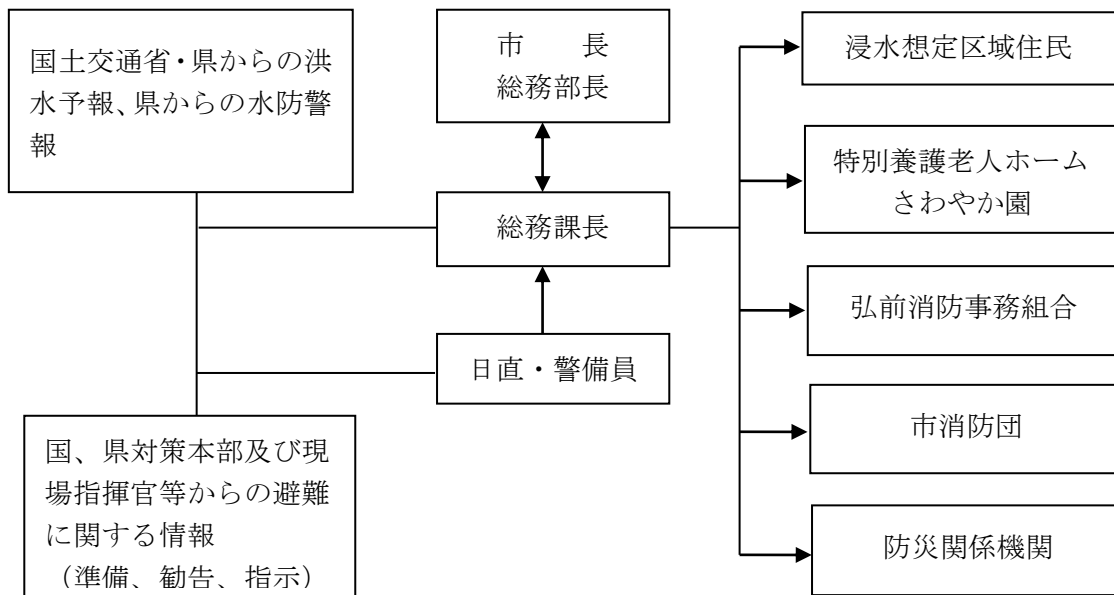 国土交通省・県からの洪
水予報、県からの水防警
報
市　　長
総務部長
総務課長
日直・警備員
国、県対策本部及び現
場指揮官等からの避難
に関する情報
（準備、勧告、指示）
浸水想定区域住民
特別養護老人ホーム
さわやか園
弘前消防事務組合
市消防団
防災関係機関